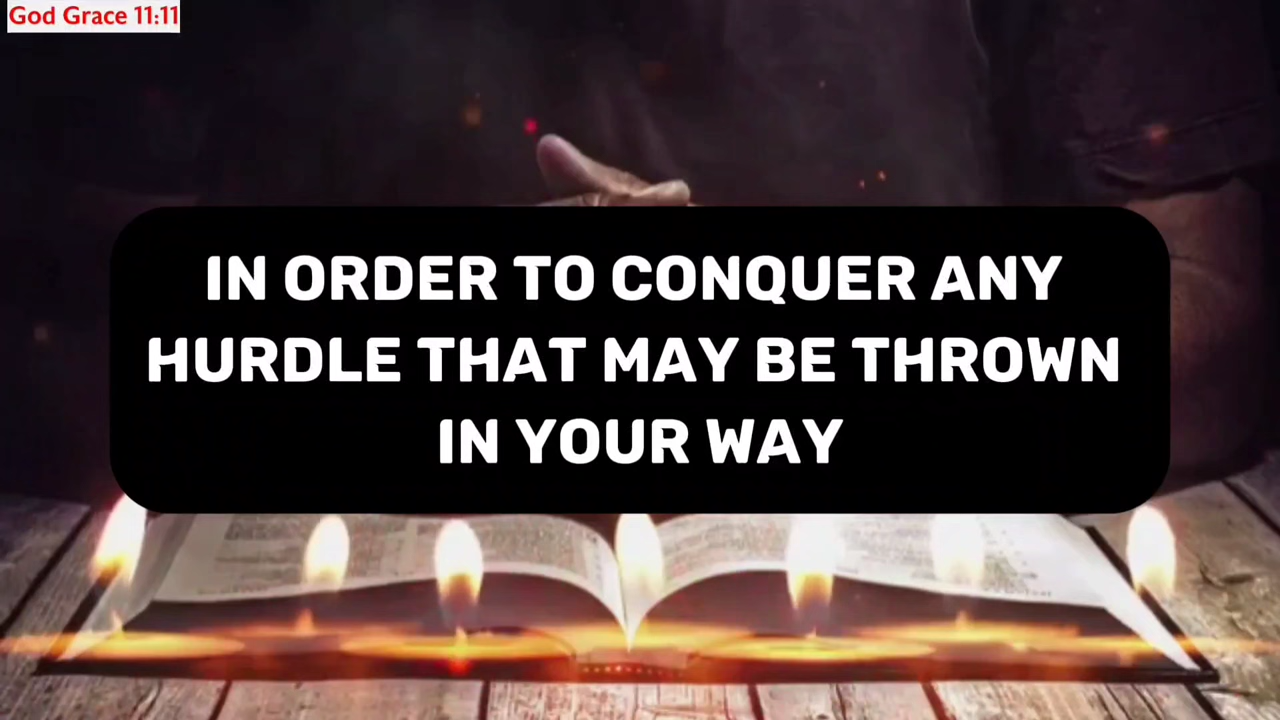 God Grace 11:11
IN ORDER TO CONQUER ANY
HURDLE THAT MAY BE THROWN
IN YOUR WAY